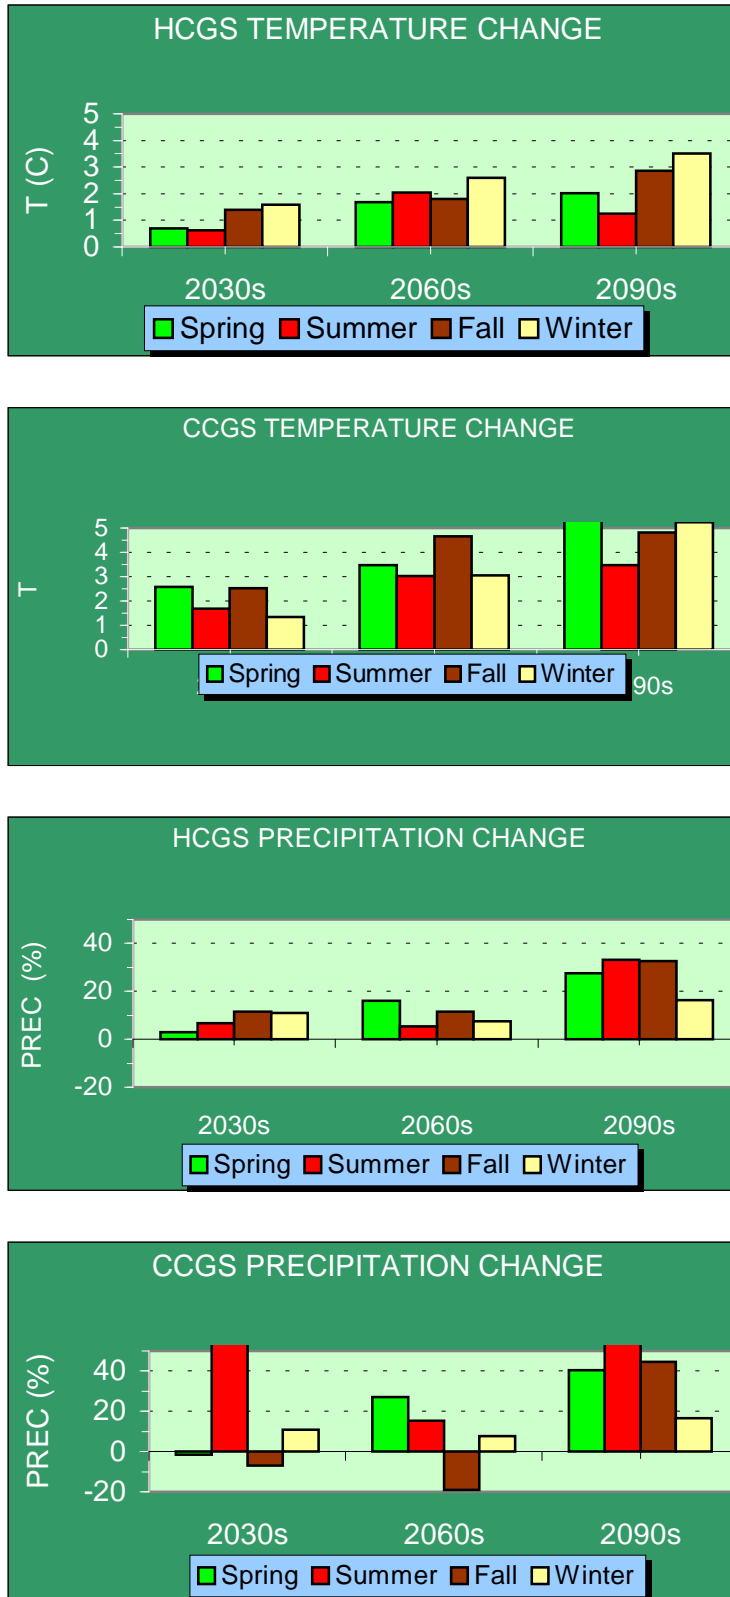 HCGS TEMPERATURE CHANGE
T (C)
5
4
3
2
1
0
2030s 2060s 2090s
Spring Summer Fall Winter
CCGS TEMPERATURE CHANGE
T
5
4
3
2
1
0
90s
Spring Summer Fall Winter
HCGS PRECIPITATION CHANGE
PREC (%)
40
20
0
-20
2030s 2060s 2090s
Spring Summer Fall Winter
CCGS PRECIPITATION CHANGE
PREC (%)
40
20
0
-20
2030s 2060s 2090s
Spring Summer Fall Winter